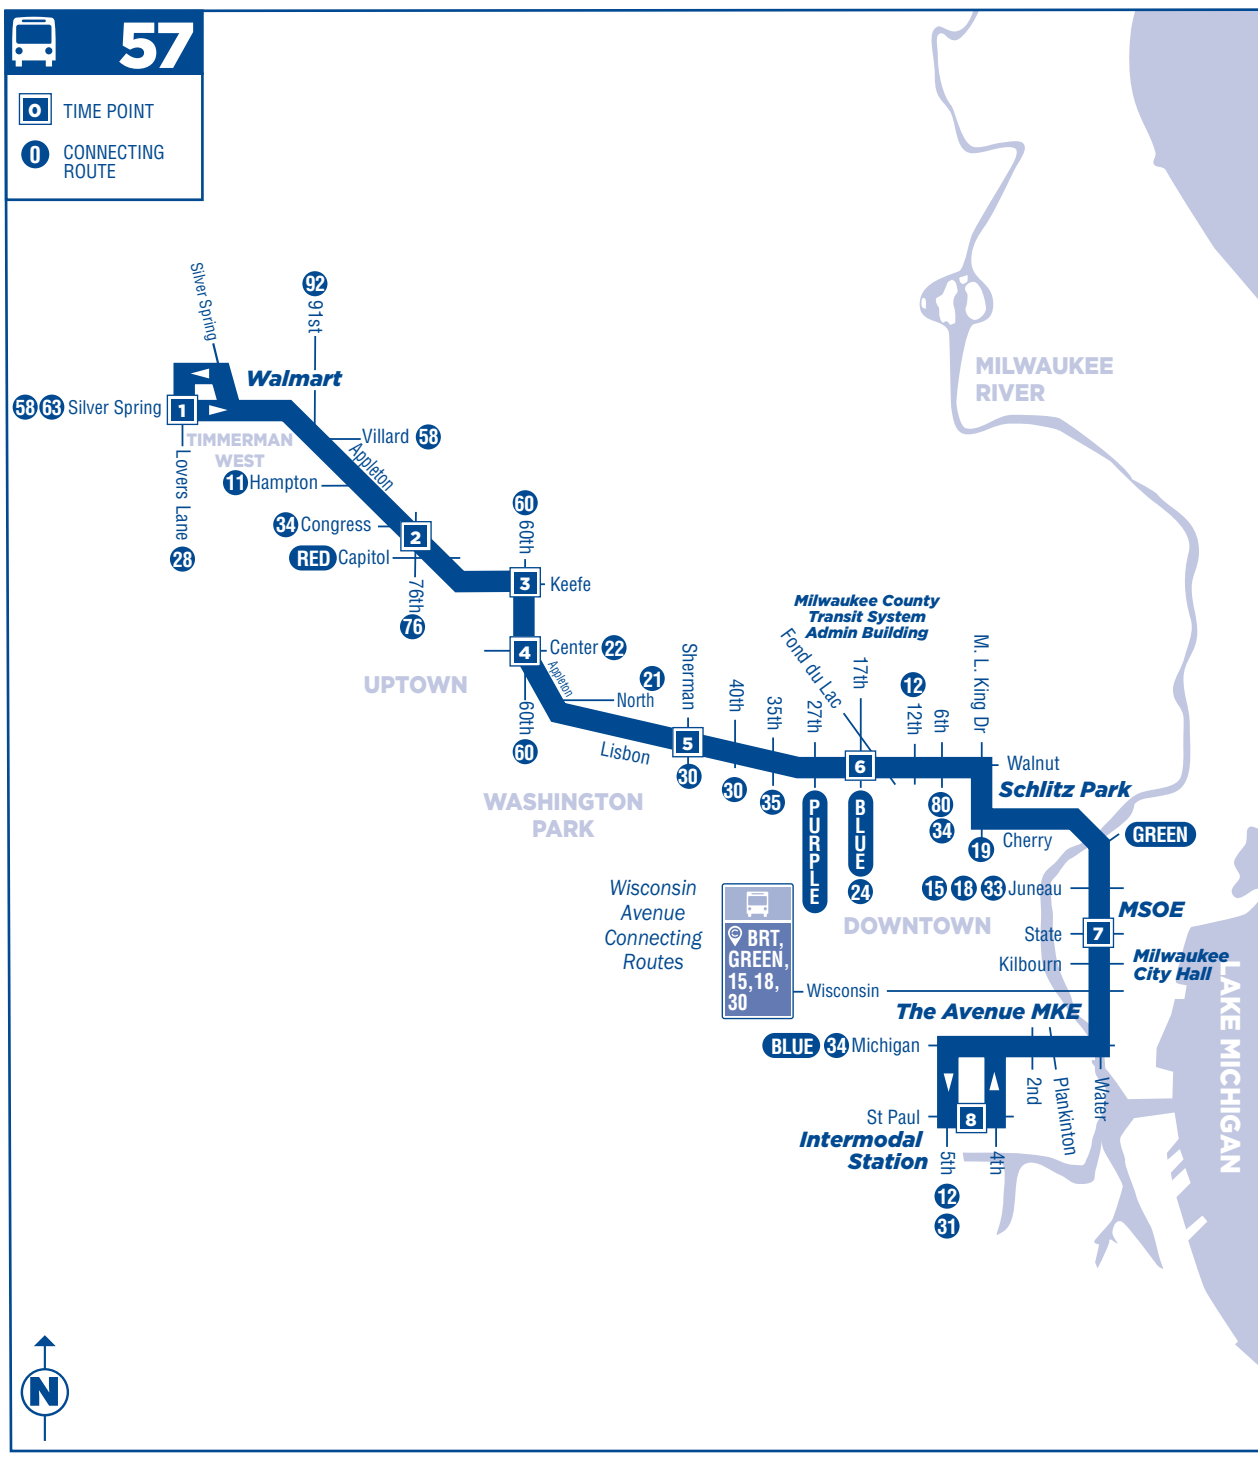 57
0 TIME POINT
0 CONNECTING
ROUTE
MILWAUKEE
RIVER
Silver Spring
92
91st
Walmart
58 63 Silver Spring
1
TIMMERMAN
WEST
Lovers Lane
28
Villard 58
Appleton
11 Hampton
34 Congress
2
RED Capitol
76th
76
60
60th
3
Keefe
4
Center 22
Appleton
UPTOWN
60th
60
21
North
Lisbon
Sherman
5
30
40th
30
35th
35
WASHINGTON
PARK
Milwaukee County
Transit System
Admin Building
Fond du Lac
27th
PURPLE
17th
6
BLUE
24
12
12th
6th
80
34
M. L. King Dr
Walnut
Schlitz Park
19
Cherry
GREEN
15 18 33 Juneau
MSOE
DOWNTOWN
State
7
Kilbourn
Milwaukee
City Hall
Wisconsin
Avenue
Connecting
Routes
C BRT,
GREEN,
15,18,
30
Wisconsin
The Avenue MKE
BLUE 34 Michigan
2nd
Plankinton
Water
St Paul
8
Intermodal
Station
5th
4th
12
31
LAKE MICHIGAN
N